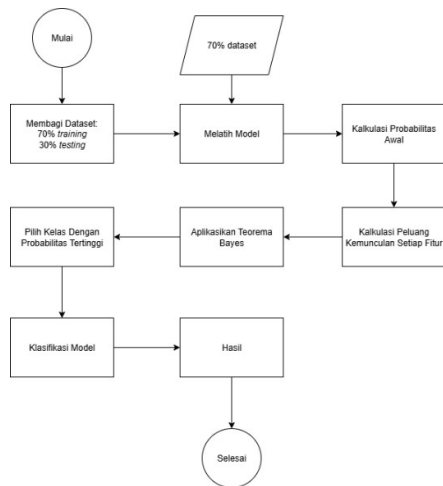 Mulai
70% dataset
Membagi Dataset:
70% training
30% testing
Melatih Model
Kalkulasi Probabilitas
Awal
Pilih Kelas Dengan
Probabilitas Tertinggi
Aplikasikan Teorema
Bayes
Kalkulasi Peluang
Kemunculan Setiap Fitur
Klasifikasi Model
Hasil
Selesai